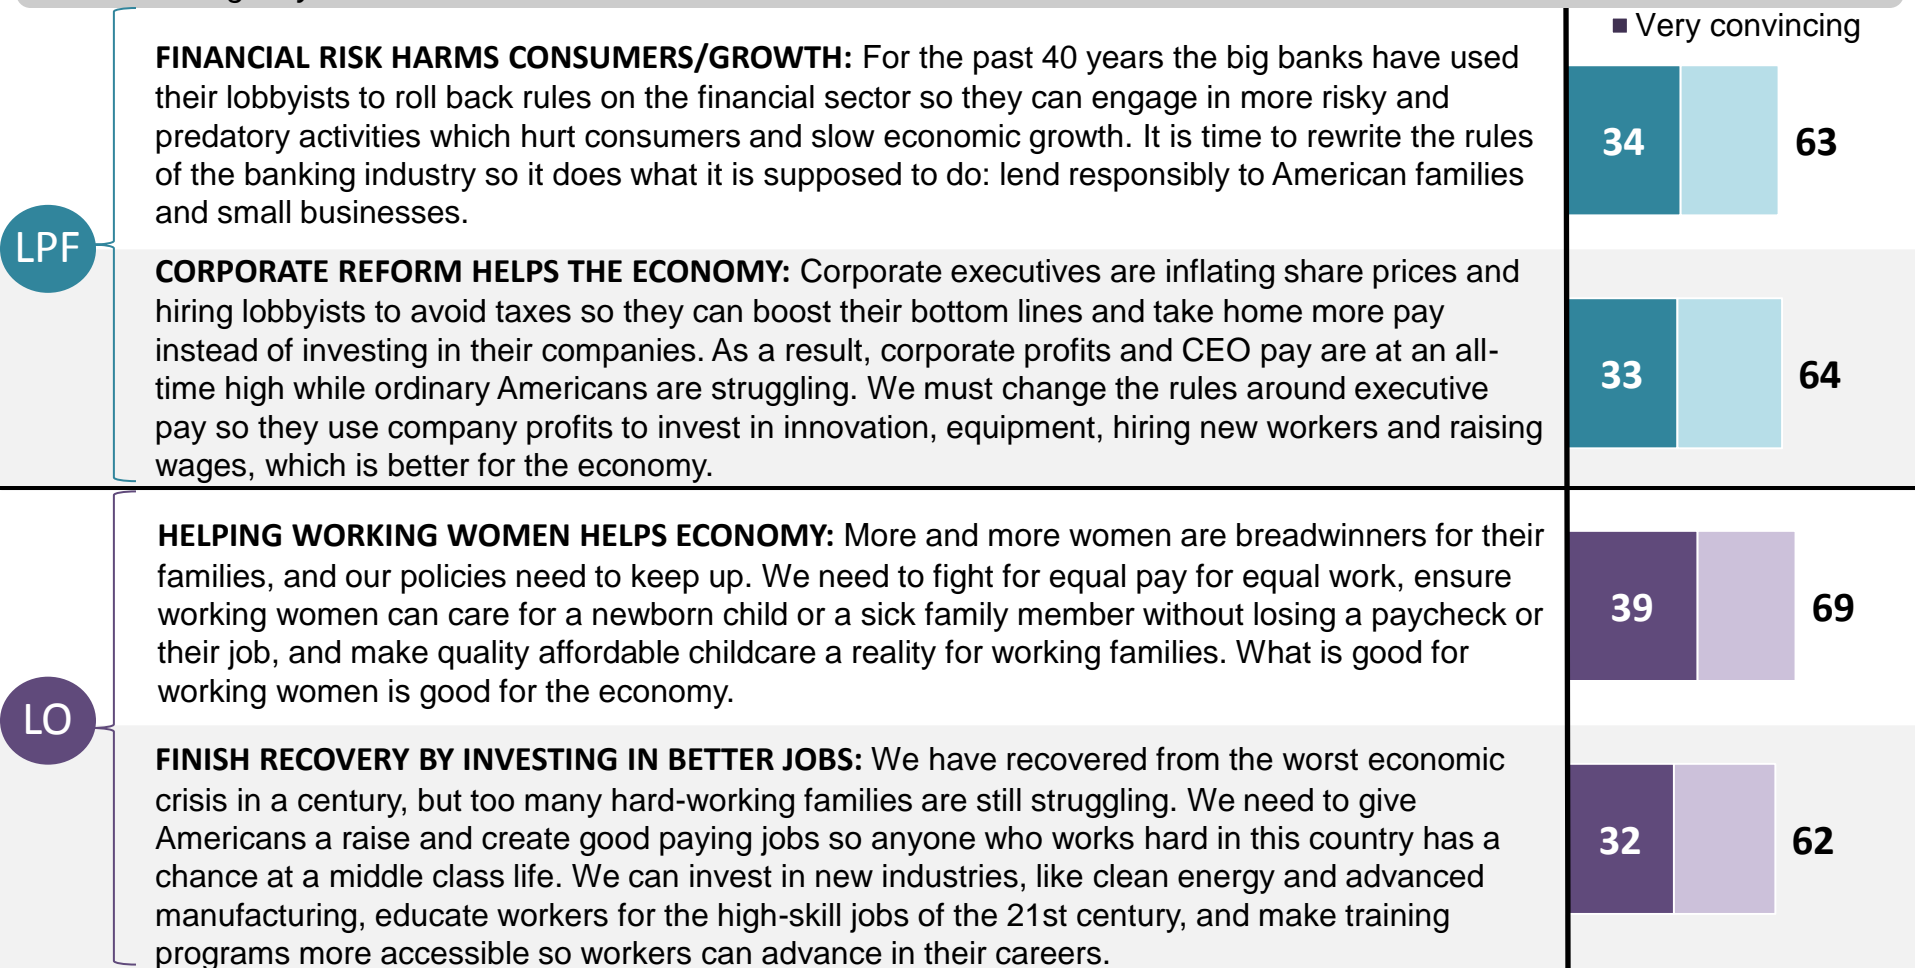 Very convincing
FINANCIAL RISK HARMS CONSUMERS/GROWTH: For the past 40 years the big banks have used
their lobbyists to roll back rules on the financial sector so they can engage in more risky and
predatory activities which hurt consumers and slow economic growth. It is time to rewrite the rules
of the banking industry so it does what it is supposed to do: lend responsibly to American families
and small businesses.
34
63
LPF
CORPORATE REFORM HELPS THE ECONOMY: Corporate executives are inflating share prices and
hiring lobbyists to avoid taxes so they can boost their bottom lines and take home more pay
instead of investing in their companies. As a result, corporate profits and CEO pay are at an all-
time high while ordinary Americans are struggling. We must change the rules around executive
pay so they use company profits to invest in innovation, equipment, hiring new workers and raising
wages, which is better for the economy.
33
64
HELPING WORKING WOMEN HELPS ECONOMY: More and more women are breadwinners for their
families, and our policies need to keep up. We need to fight for equal pay for equal work, ensure
working women can care for a newborn child or a sick family member without losing a paycheck or
their job, and make quality affordable childcare a reality for working families. What is good for
working women is good for the economy.
39
69
LO
FINISH RECOVERY BY INVESTING IN BETTER JOBS: We have recovered from the worst economic
crisis in a century, but too many hard-working families are still struggling. We need to give
Americans a raise and create good paying jobs so anyone who works hard in this country has a
chance at a middle class life. We can invest in new industries, like clean energy and advanced
manufacturing, educate workers for the high-skill jobs of the 21st century, and make training
programs more accessible so workers can advance in their careers.
32
62